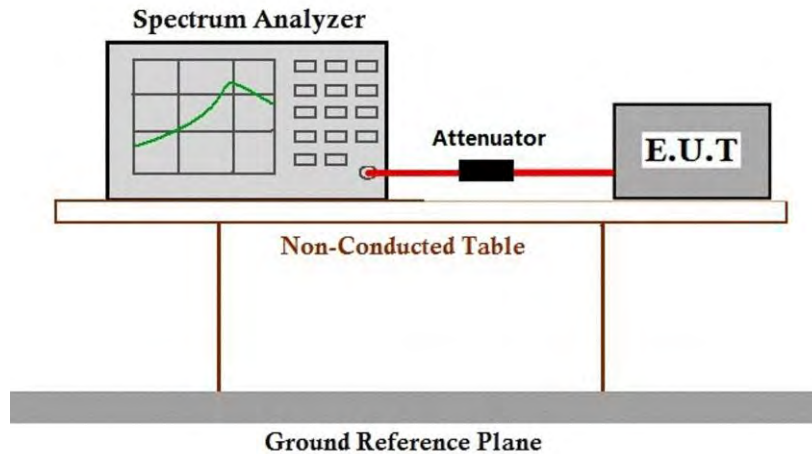 Spectrum Analyzer
Attenuator
E.U.T
Non-Conducted Table
Ground Reference Plane